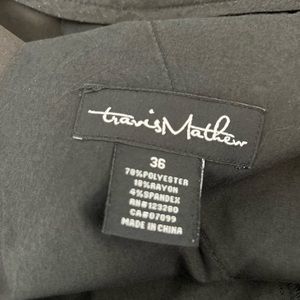 travisMathew
36
78%POLYESTER
18%RAYON
4%SPANDEX
RN#123280
CA#07099
MADE IN CHINA